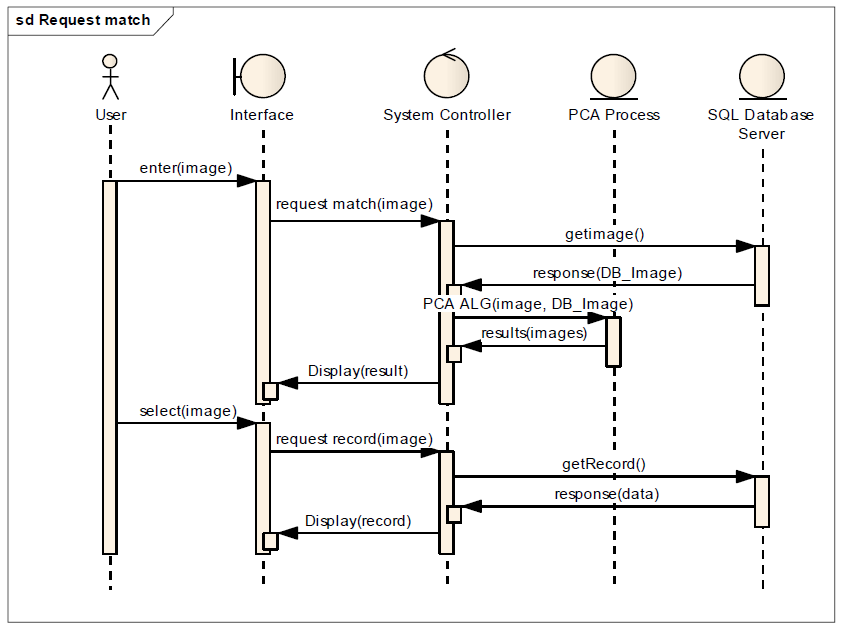 sd Request match
User
Interface
System Controller
PCA Process
SQL Database
Server
enter(image)
request match(image)
getimage()
response(DB_Image)
PCA ALG(image, DB_Image)
results(images)
Display(result)
select(image)
request record(image)
getRecord()
response(data)
Display(record)